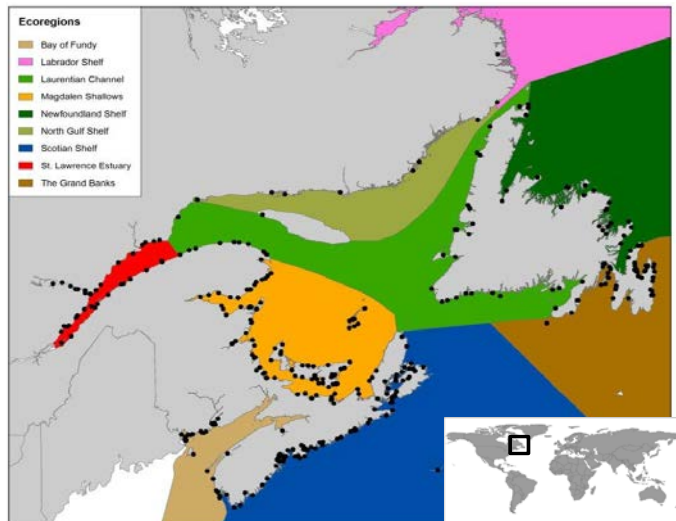 Ecoregions
Bay of Fundy
Labrador Shelf
Laurentian Channel
Magdalen Shallows
Newfoundland Shelf
North Gulf Shelf
Scotian Shelf
St. Lawrence Estuary
The Grand Banks